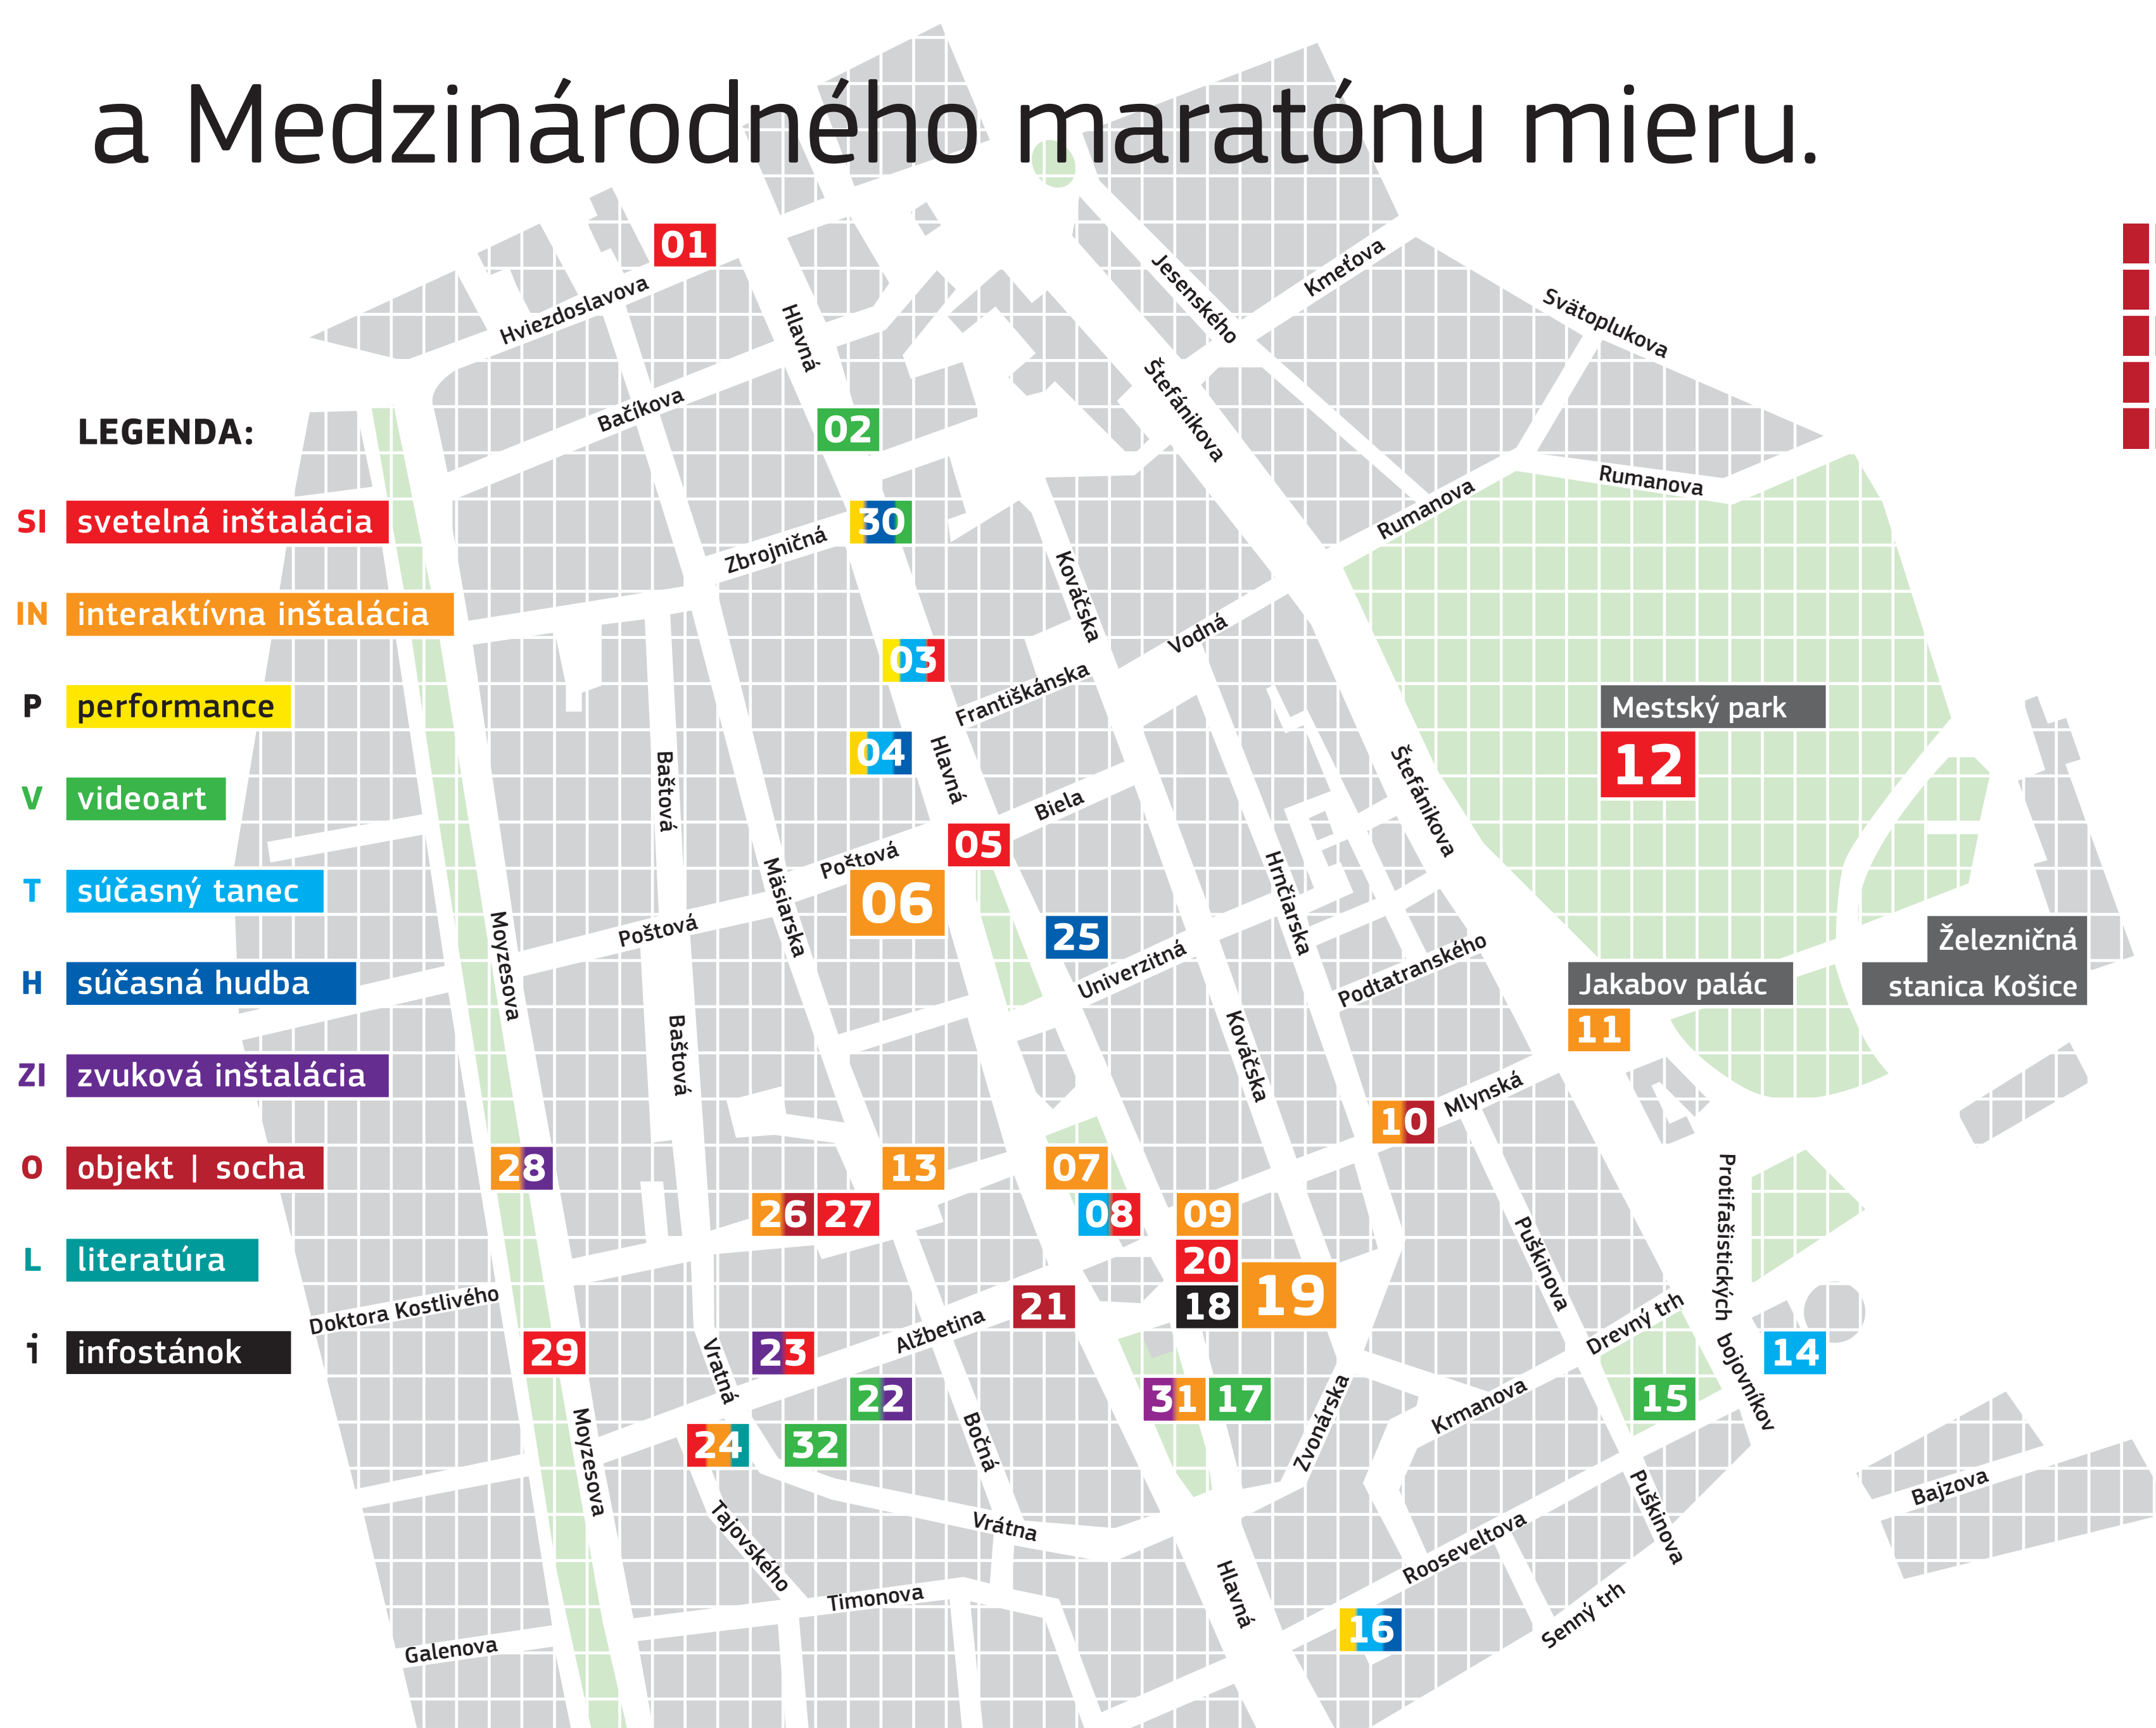 a Medzinárodného maratónu mieru.
LEGENDA:
SI svetelná inštalácia
IN interaktívna inštalácia
P performance
V videoart
T súčasný tanec
H súčasná hudba
ZI zvuková inštalácia
O objekt | socha
L literatúra
i infostánok
01
Hviezdoslavova
Hlavná
Jesenského
Kmeťova
Svätoplukova
Bačíkova
Štefánikova
02
Rumanova
Rumanova
30
Zbrojničná
Kováčska
Vodná
03
Františkánska
Mestský park
12
04
Hlavná
Baštová
Biela
Štefánikova
05
Poštová
Mäsiarska
06
Hrnčiarska
Poštová
25
Moyzesova
Univerzitná
Podtatranského
Železničná
stanica Košice
Jakabov palác
11
Baštová
Kováčska
Mlynská
10
28
13
07
26
27
08
09
20
19
18
21
Puškinova
Protifašistických bojovníkov
Doktora Kostlivého
Alžbetina
Drevný trh
29
Vratná
23
14
22
31
17
Krmanova
15
Zvonárska
Moyzesova
24
32
Bočná
Puškinova
Bajzova
Tajovského
Vrátna
Rooseveltova
Hlavná
Timonova
16
Senný trh
Galenova